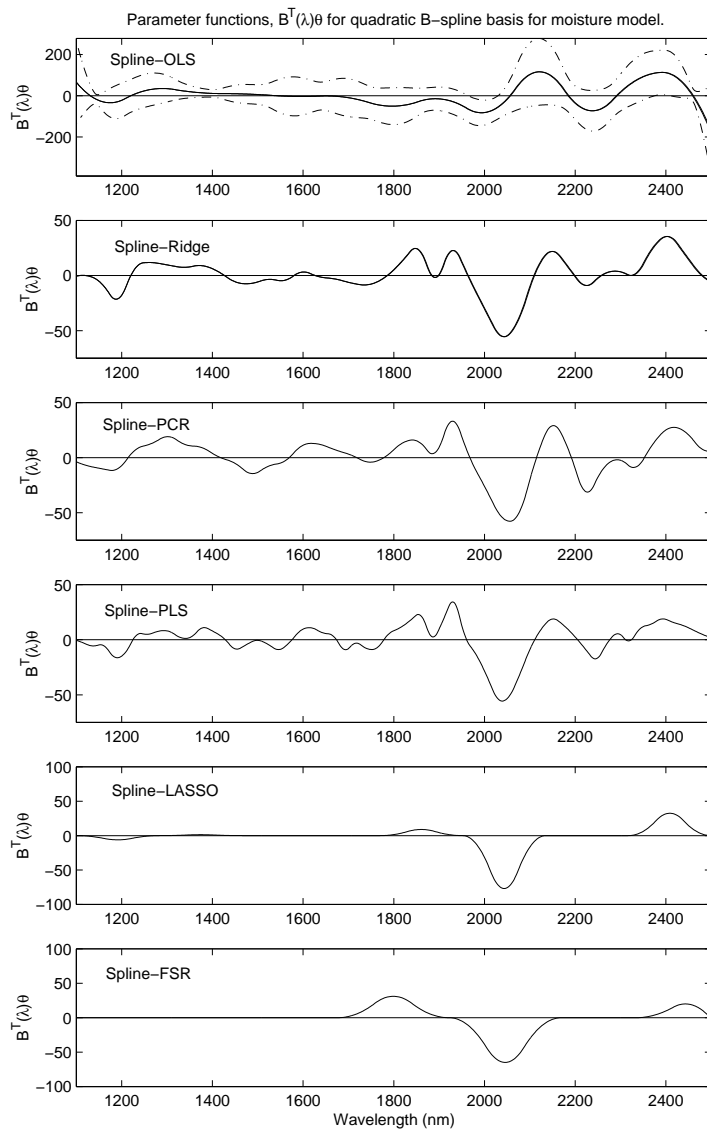 Parameter functions, B^T(λ)θ for quadratic B−spline basis for moisture model.
Spline−OLS
B^T(λ)θ
200
0
−200
1200 1400 1600 1800 2000 2200 2400
Spline−Ridge
B^T(λ)θ
50
0
−50
1200 1400 1600 1800 2000 2200 2400
Spline−PCR
B^T(λ)θ
50
0
−50
1200 1400 1600 1800 2000 2200 2400
Spline−PLS
B^T(λ)θ
50
0
−50
1200 1400 1600 1800 2000 2200 2400
Spline−LASSO
B^T(λ)θ
100
50
0
−50
−100
1200 1400 1600 1800 2000 2200 2400
Spline−FSR
B^T(λ)θ
100
50
0
−50
−100
1200 1400 1600 1800 2000 2200 2400
Wavelength (nm)